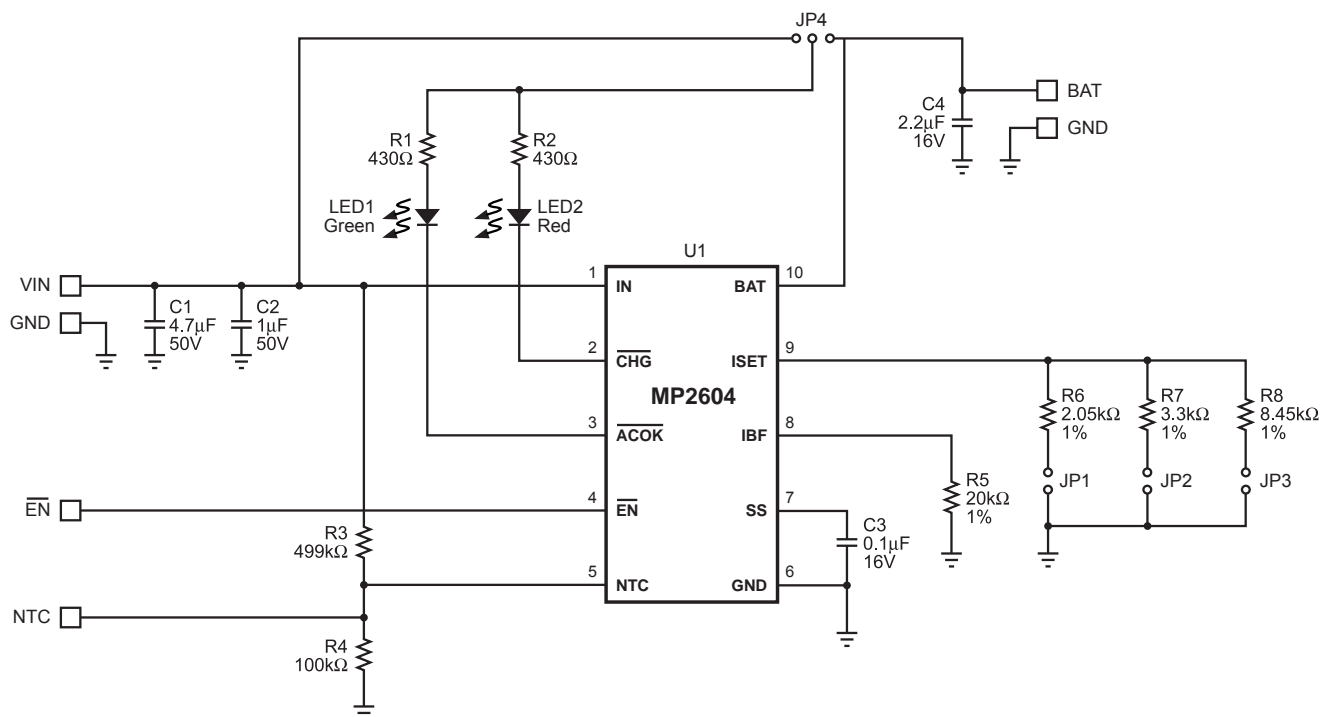 JP4
BAT
C4
2.2μF
16V
GND
R1
430Ω
R2
430Ω
LED1
Green
LED2
Red
U1
VIN
GND
C1
4.7μF
50V
C2
1μF
50V
1
IN
BAT
10
2
CHG
ISET
9
MP2604
3
ACOK
IBF
8
4
EN
SS
7
5
NTC
GND
6
R6
2.05kΩ
1%
R7
3.3kΩ
1%
R8
8.45kΩ
1%
JP1
JP2
JP3
R5
20kΩ
1%
C3
0.1μF
16V
EN
R3
499kΩ
NTC
R4
100kΩ